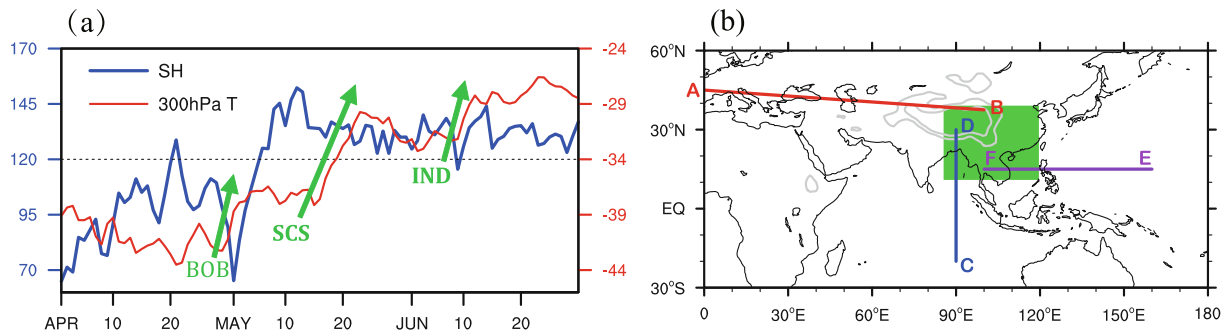 (a)
170
145
120
95
70
SH
300hPa T
BOB
SCS
IND
-24
-29
-34
-39
-44
APR 10 20 MAY 10 20 JUN 10 20
(b)
60°N
30°N
EQ
30°S
A
B
D
F
E
C
0 30°E 60°E 90°E 120°E 150°E 180